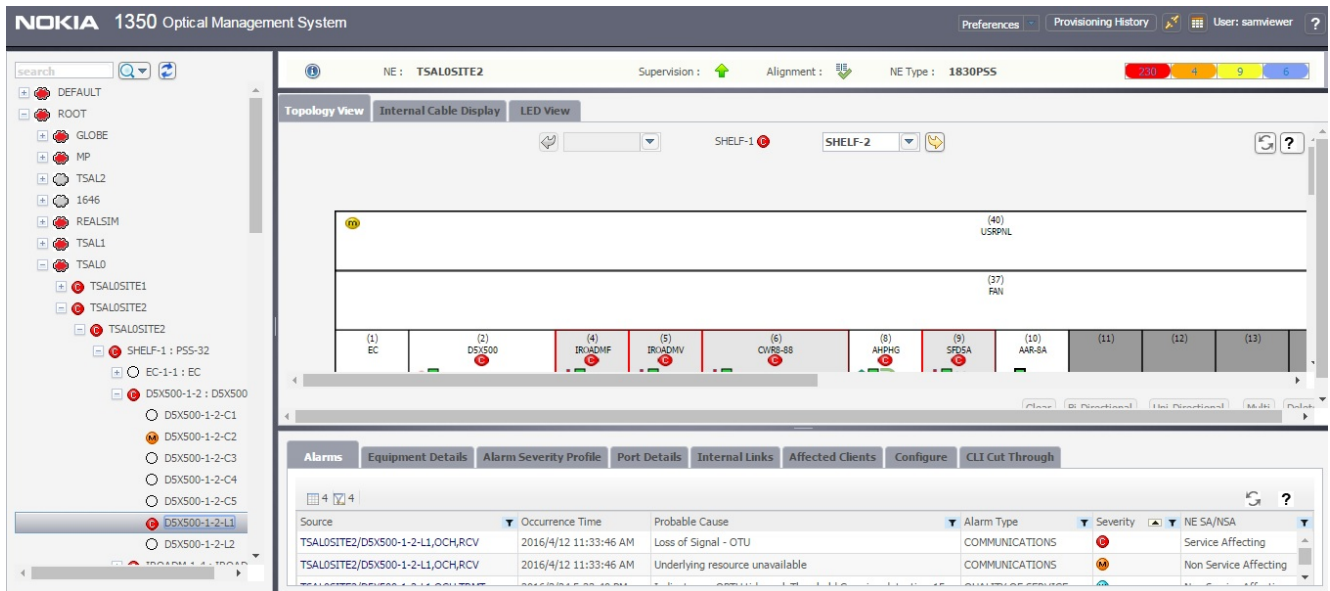 NOKIA 1350 Optical Management System
Preferences
Provisioning History
User: samviewer
?
search
DEFAULT
ROOT
GLOBE
MP
TSAL2
1646
REALSIM
TSAL1
TSAL0
TSAL0SITE1
TSAL0SITE2
TSAL0SITE2
SHELF-1 : PSS-32
EC-1-1 : EC
D5X500-1-2 : D5X500
D5X500-1-2-C1
D5X500-1-2-C2
D5X500-1-2-C3
D5X500-1-2-C4
D5X500-1-2-C5
D5X500-1-2-L1
D5X500-1-2-L2
NE : TSAL0SITE2
Supervision :
Alignment :
NE Type : 1830PSS
230 4 9 6
Topology View Internal Cable Display LED View
SHELF-1 C SHELF-2
?
m
(40)
USRPNL
(37)
FAN
(1) (2) (4) (5) (6) (8) (9) (10) (11) (12) (13)
EC D5X500 IROADMF IROADMV CWR8-88 AHPHG SFD5A AAR-8A
C C C C C C
Clear Bi-Directional Uni-Directional Multi
Alarms Equipment Details Alarm Severity Profile Port Details Internal Links Affected Clients Configure CLI Cut Through
4 4
?
Source Occurrence Time Probable Cause Alarm Type Severity NE SA/NSA
TSAL0SITE2/D5X500-1-2-L1,OCH,RCV 2016/4/12 11:33:46 AM Loss of Signal - OTU COMMUNICATIONS C Service Affecting
TSAL0SITE2/D5X500-1-2-L1,OCH,RCV 2016/4/12 11:33:46 AM Underlying resource unavailable COMMUNICATIONS M Non Service Affecting